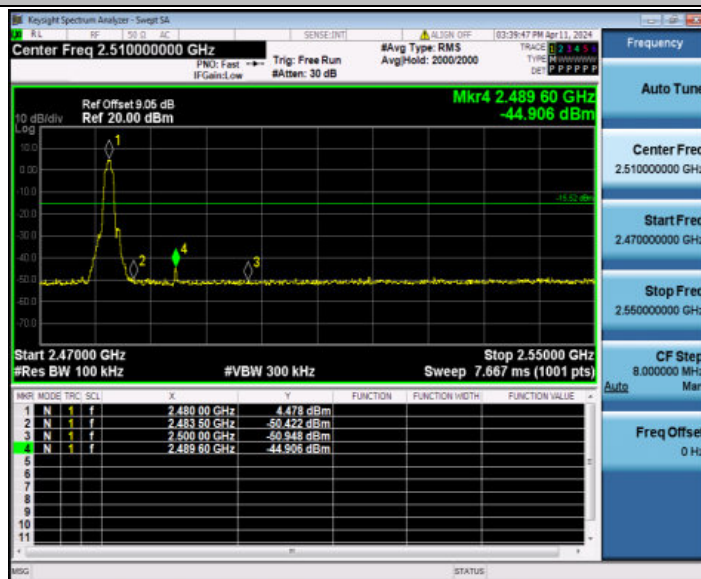 Keysight Spectrum Analyzer - Swept SA
RL RF 50 Ω AC SENSE:INT ALIGN OFF 03:39:47 PM Apr 11, 2024
Center Freq 2.510000000 GHz
PNO: Fast
IFGain:Low
Trig: Free Run
#Atten: 30 dB
#Avg Type: RMS
Avg|Hold: 2000/2000
TRACE 1 2 3 4 5 6
TYPE M W W W W W
DET P P P P P P
Frequency
Auto Tune
Center Freq
2.510000000 GHz
Start Freq
2.470000000 GHz
Stop Freq
2.550000000 GHz
CF Step
8.000000 MHz
Auto Man
Freq Offset
0 Hz
Mkr4 2.489 60 GHz
-44.906 dBm
Ref Offset 9.05 dB
10 dB/div Ref 20.00 dBm
Log
10.0
0.00
-10.0
-20.0
-30.0
-40.0
-50.0
-60.0
-70.0
1
2
3
4
-15.52 dBm
Start 2.47000 GHz Stop 2.55000 GHz
#Res BW 100 kHz #VBW 300 kHz Sweep 7.667 ms (1001 pts)
MKR MODE TRC SCL X Y FUNCTION FUNCTION WIDTH FUNCTION VALUE
1 N 1 f 2.480 00 GHz 4.478 dBm
2 N 1 f 2.483 50 GHz -50.422 dBm
3 N 1 f 2.500 00 GHz -50.948 dBm
4 N 1 f 2.489 60 GHz -44.906 dBm
5
6
7
8
9
10
11
MSG STATUS